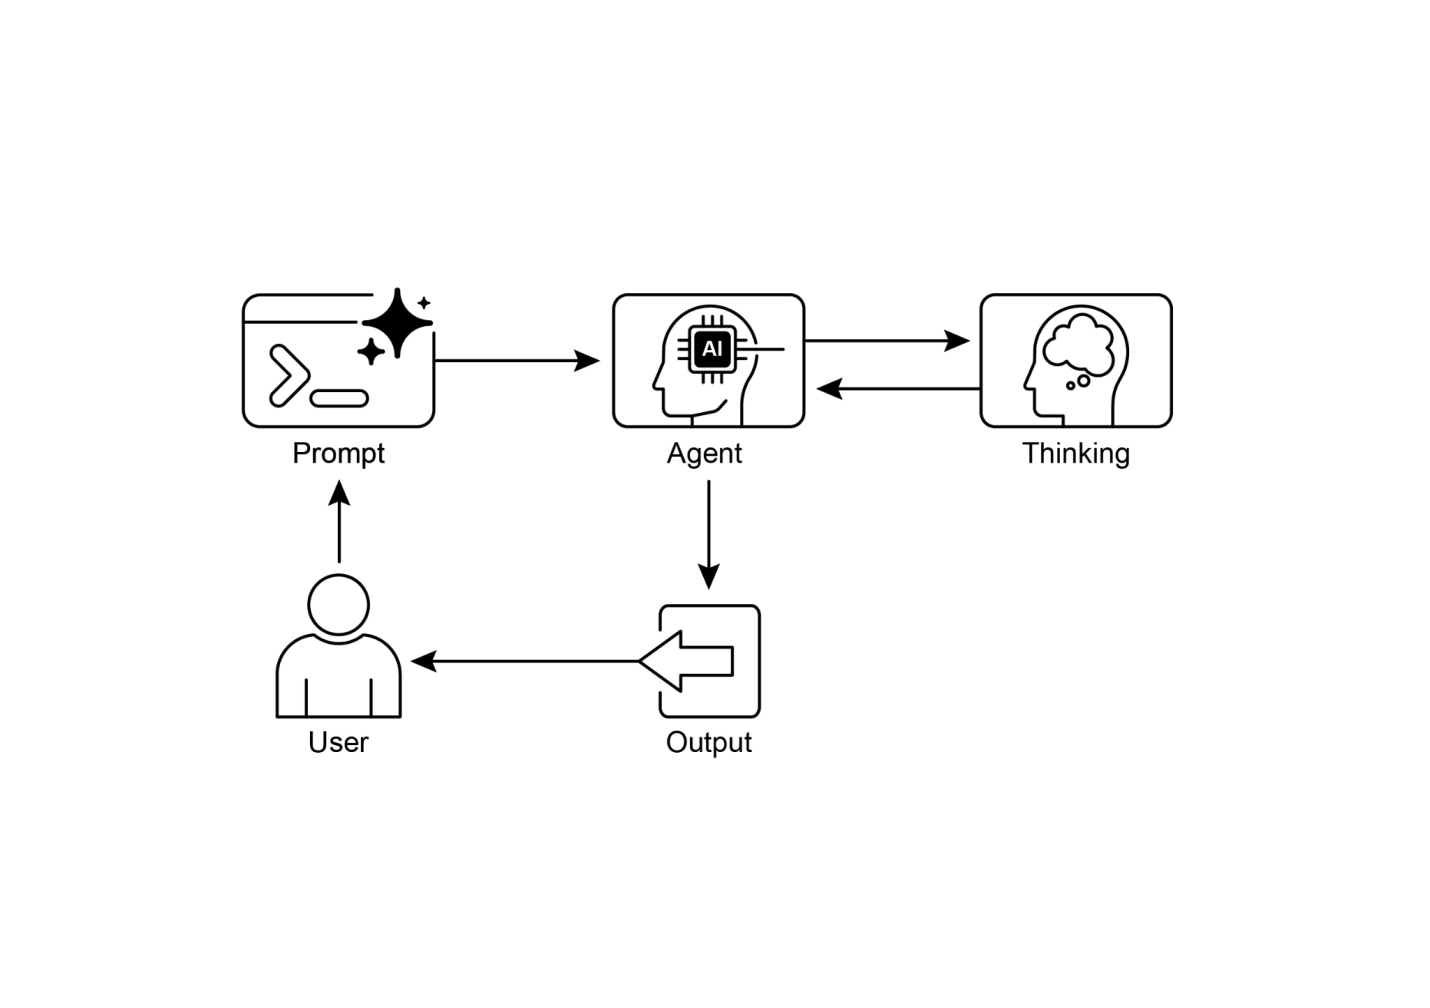 AI
Prompt
Agent
Thinking
User
Output